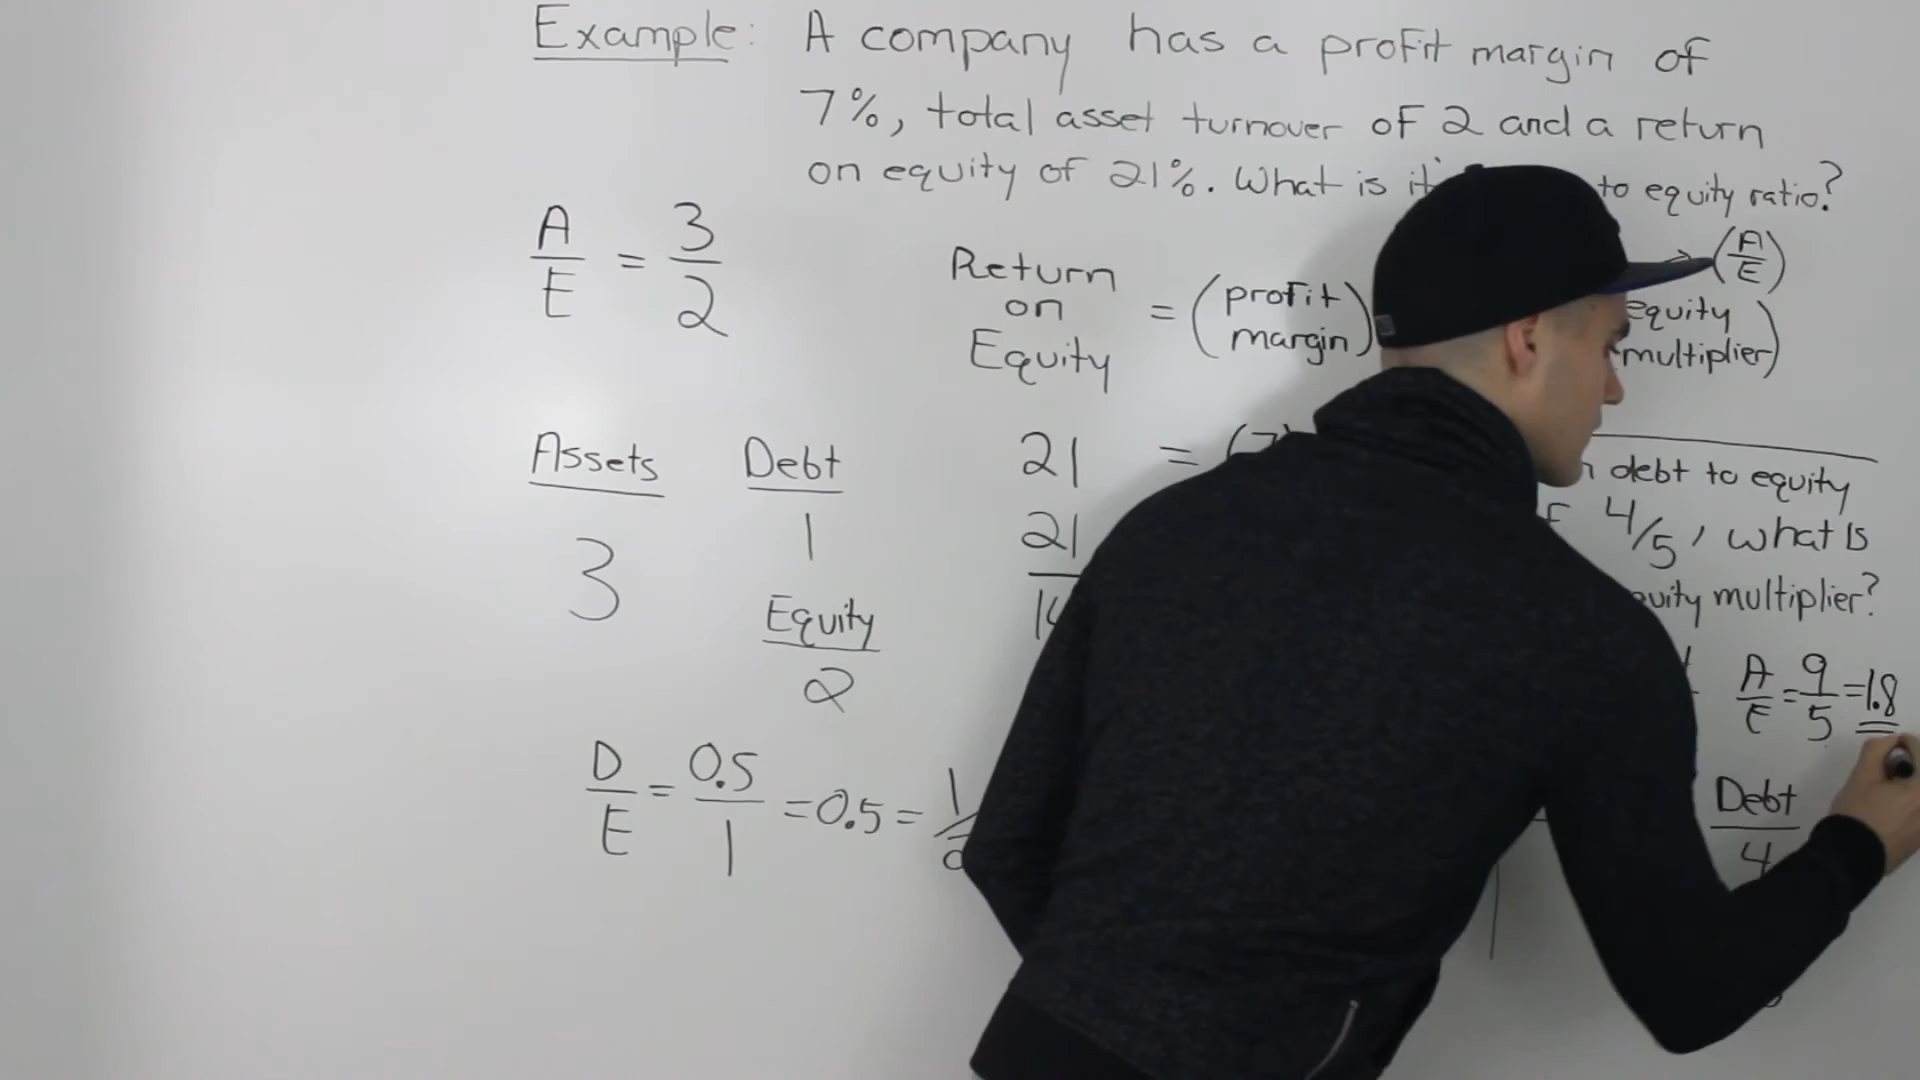 Example: A company has a profit margin of
7%, total asset turnover of 2 and a return
on equity of 21%. What is it' to equity ratio?
A/E = 3/2
Return on Equity = (profit margin) equity multiplier)
(A/E)
21 = (7)
21
Assets
3
Debt
1
Equity
2
D/E = 0.5/1 = 0.5 = 1/
debt to equity
4/5, what is
equity multiplier?
A/E = 9/5 = 1.8
Debt
4